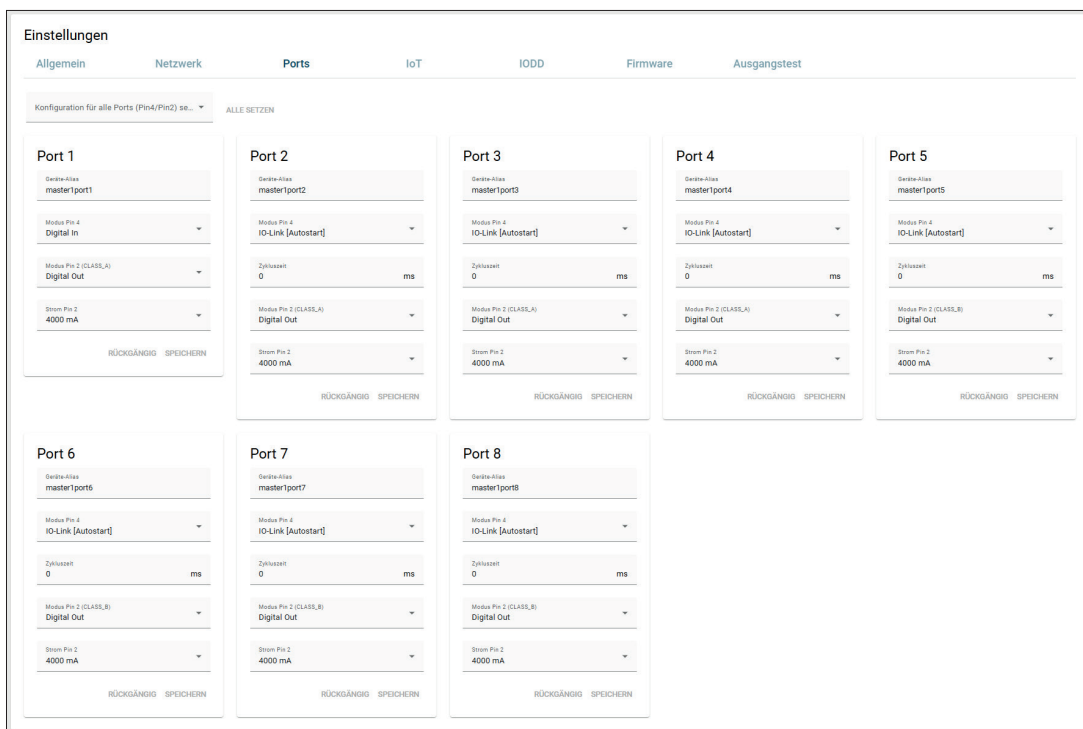 Einstellungen
Allgemein Netzwerk Ports IoT IODD Firmware Ausgangstest
Konfiguration für alle Ports (Pin4/Pin2) se... ALLE SETZEN
Port 1
Geräte-Alias
master1port1
Modus Pin 4
Digital In
Modus Pin 2 (CLASS_A)
Digital Out
Strom Pin 2
4000 mA
RÜCKGÄNGIG SPEICHERN
Port 2
Geräte-Alias
master1port2
Modus Pin 4
IO-Link [Autostart]
Zykluszeit
0 ms
Modus Pin 2 (CLASS_A)
Digital Out
Strom Pin 2
4000 mA
RÜCKGÄNGIG SPEICHERN
Port 3
Geräte-Alias
master1port3
Modus Pin 4
IO-Link [Autostart]
Zykluszeit
0 ms
Modus Pin 2 (CLASS_A)
Digital Out
Strom Pin 2
4000 mA
RÜCKGÄNGIG SPEICHERN
Port 4
Geräte-Alias
master1port4
Modus Pin 4
IO-Link [Autostart]
Zykluszeit
0 ms
Modus Pin 2 (CLASS_A)
Digital Out
Strom Pin 2
4000 mA
RÜCKGÄNGIG SPEICHERN
Port 5
Geräte-Alias
master1port5
Modus Pin 4
IO-Link [Autostart]
Zykluszeit
0 ms
Modus Pin 2 (CLASS_B)
Digital Out
Strom Pin 2
4000 mA
RÜCKGÄNGIG SPEICHERN
Port 6
Geräte-Alias
master1port6
Modus Pin 4
IO-Link [Autostart]
Zykluszeit
0 ms
Modus Pin 2 (CLASS_B)
Digital Out
Strom Pin 2
4000 mA
RÜCKGÄNGIG SPEICHERN
Port 7
Geräte-Alias
master1port7
Modus Pin 4
IO-Link [Autostart]
Zykluszeit
0 ms
Modus Pin 2 (CLASS_B)
Digital Out
Strom Pin 2
4000 mA
RÜCKGÄNGIG SPEICHERN
Port 8
Geräte-Alias
master1port8
Modus Pin 4
IO-Link [Autostart]
Zykluszeit
0 ms
Modus Pin 2 (CLASS_B)
Digital Out
Strom Pin 2
4000 mA
RÜCKGÄNGIG SPEICHERN